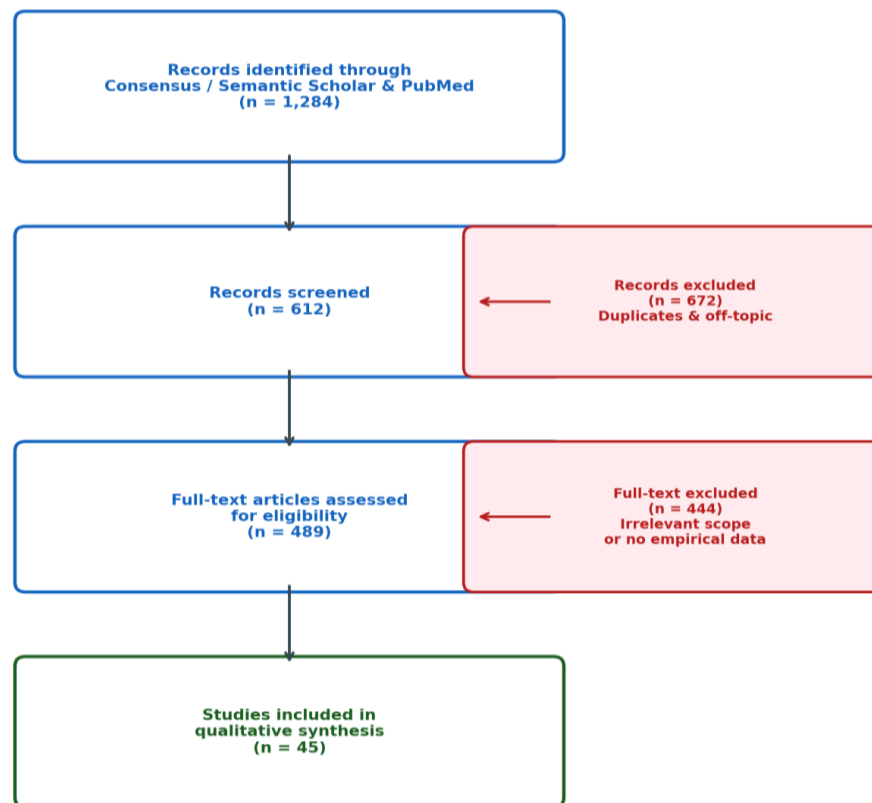 Records identified through
Consensus / Semantic Scholar & PubMed
(n = 1,284)
Records screened
(n = 612)
Records excluded
(n = 672)
Duplicates & off-topic
Full-text articles assessed
for eligibility
(n = 489)
Full-text excluded
(n = 444)
Irrelevant scope
or no empirical data
Studies included in
qualitative synthesis
(n = 45)